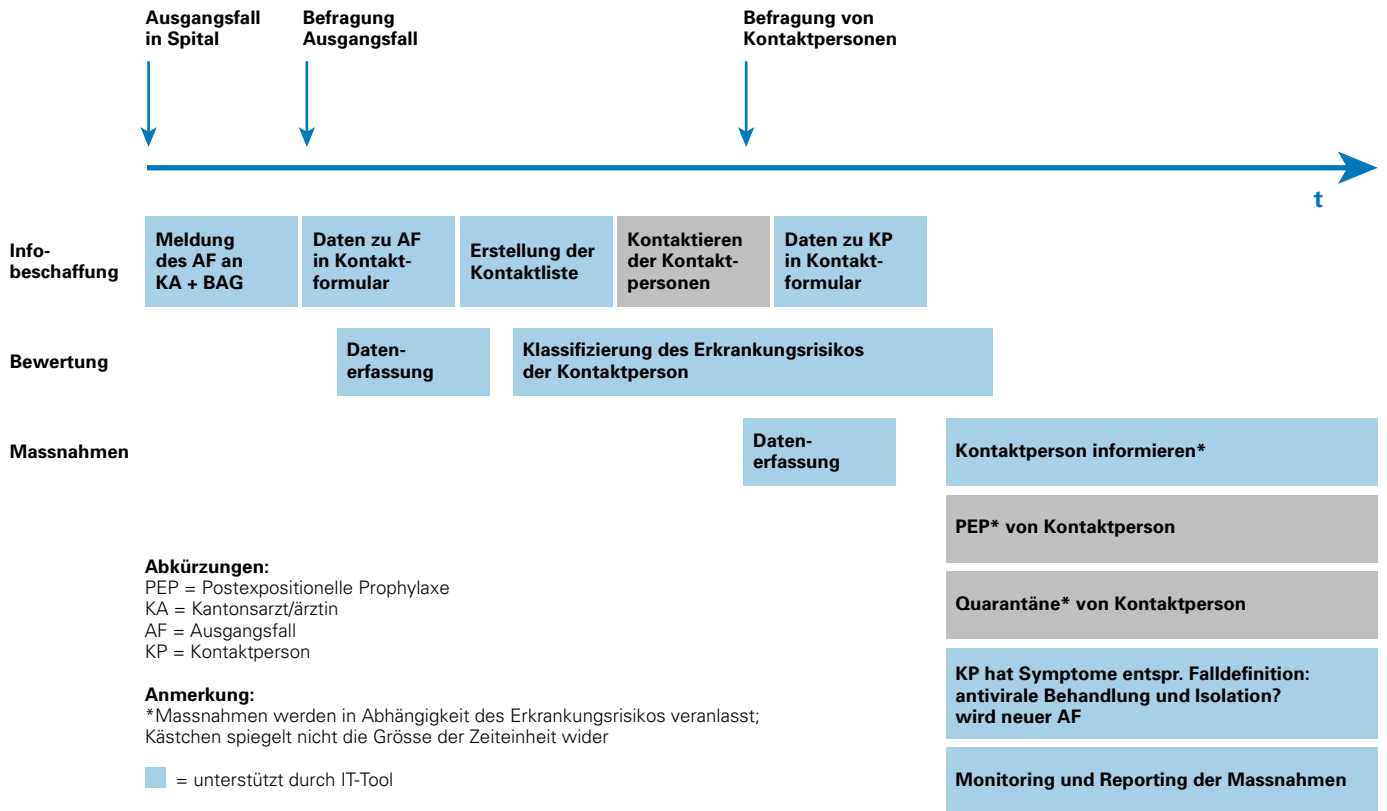 Ausgangsfall
in Spital
Befragung
Ausgangsfall
Befragung von
Kontaktpersonen
t
Info-
beschaffung
Meldung
des AF an
KA + BAG
Daten zu AF
in Kontakt-
formular
Erstellung der
Kontaktliste
Kontaktieren
der Kontakt-
personen
Daten zu KP
in Kontakt-
formular
Bewertung
Daten-
erfassung
Klassifizierung des Erkrankungsrisikos
der Kontaktperson
Massnahmen
Daten-
erfassung
Kontaktperson informieren*
PEP* von Kontaktperson
Quarantäne* von Kontaktperson
KP hat Symptome entspr. Falldefinition:
antivirale Behandlung und Isolation?
wird neuer AF
Monitoring und Reporting der Massnahmen
Abkürzungen:
PEP = Postexpositionelle Prophylaxe
KA = Kantonsarzt/ärztin
AF = Ausgangsfall
KP = Kontaktperson
Anmerkung:
*Massnahmen werden in Abhängigkeit des Erkrankungsrisikos veranlasst;
Kästchen spiegelt nicht die Grösse der Zeiteinheit wider
= unterstützt durch IT-Tool